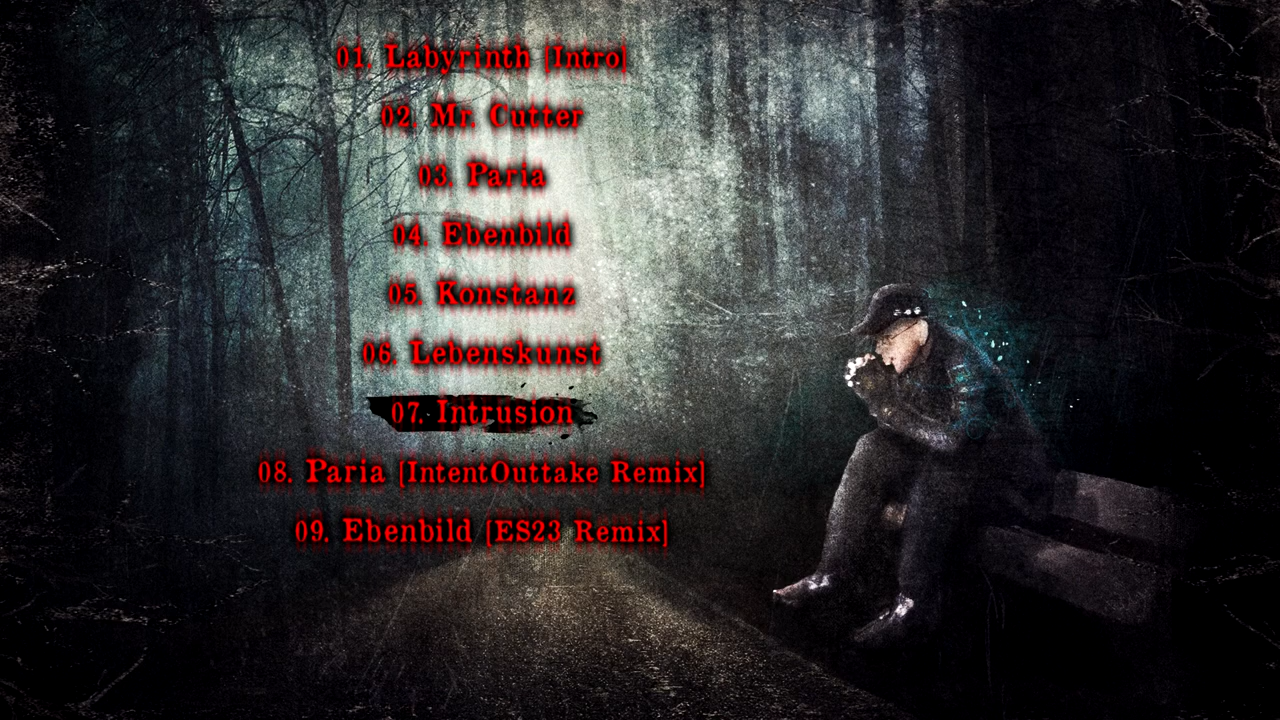 01. Labyrinth [Intro]
02. Mr. Cutter
03. Paria
04. Ebenbild
05. Konstanz
06. Lebenskunst
07. Intrusion
08. Paria [IntentOuttake Remix]
09. Ebenbild [ES23 Remix]